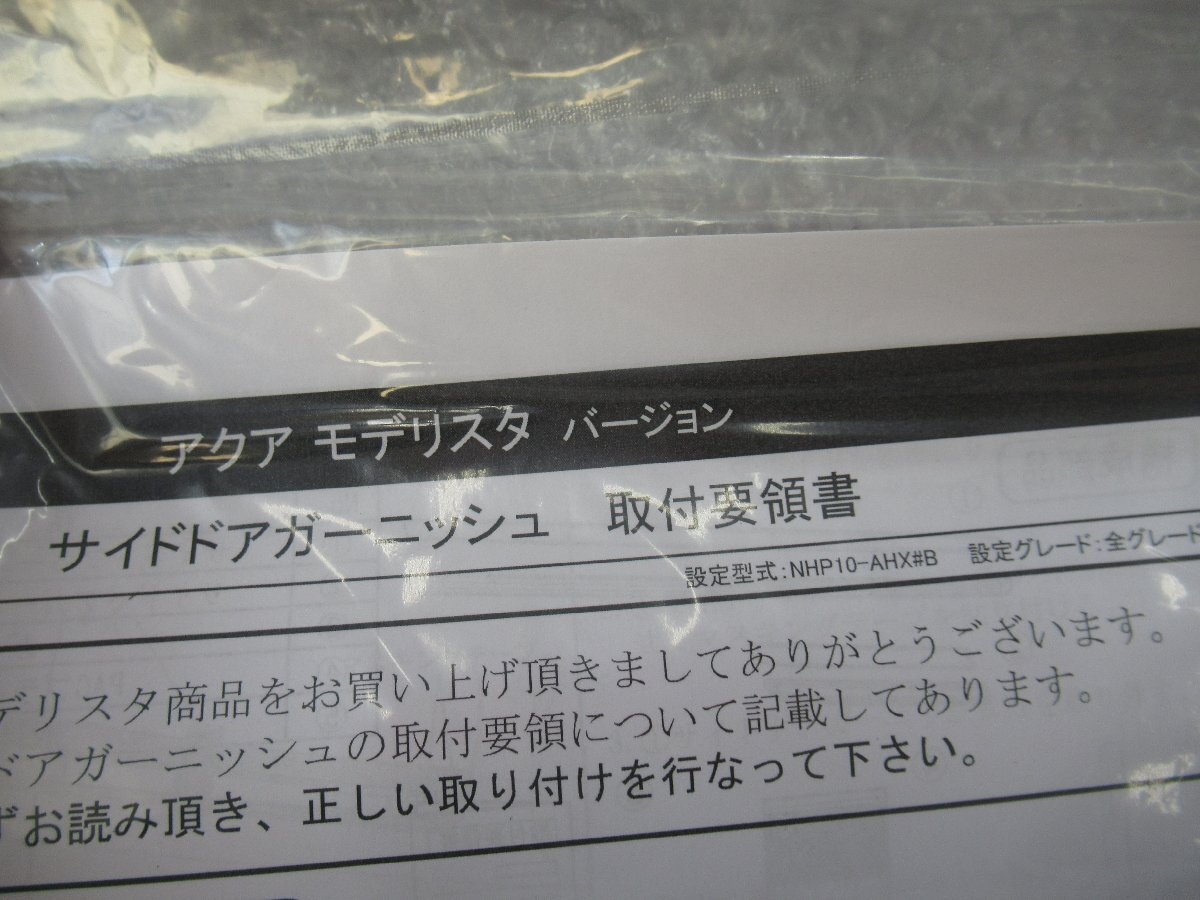 アクア モデリスタ バージョン
サイドドアガーニッシュ 取付要領書
設定型式:NHP10-AHX#B 設定グレード:全グレード
デリスタ商品をお買い上げ頂きましてありがとうございます。
ドアガーニッシュの取付要領について記載してあります。
ずお読み頂き、正しい取り付けを行なって下さい。